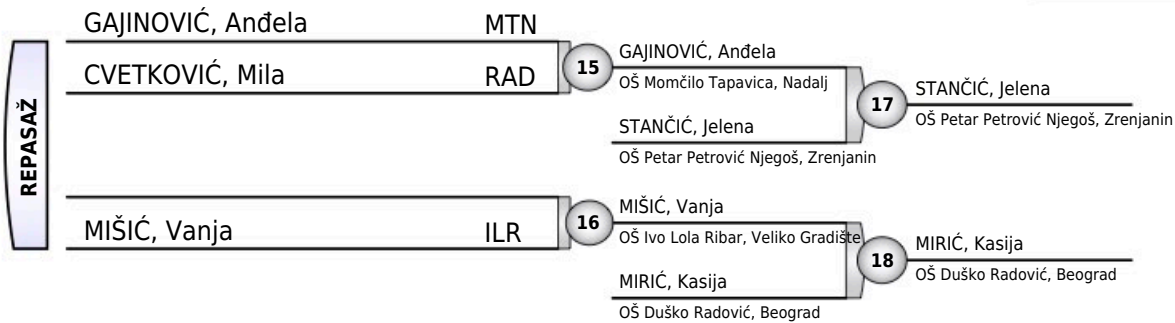 REPASAŽ
GAJINOVIĆ, Anđela MTN
CVETKOVIĆ, Mila RAD
15
GAJINOVIĆ, Anđela
OŠ Momčilo Tapavica, Nadalj
STANČIĆ, Jelena
OŠ Petar Petrović Njegoš, Zrenjanin
17
STANČIĆ, Jelena
OŠ Petar Petrović Njegoš, Zrenjanin
MIŠIĆ, Vanja ILR
16
MIŠIĆ, Vanja
OŠ Ivo Lola Ribar, Veliko Gradište
MIRIĆ, Kasija
OŠ Duško Radović, Beograd
18
MIRIĆ, Kasija
OŠ Duško Radović, Beograd